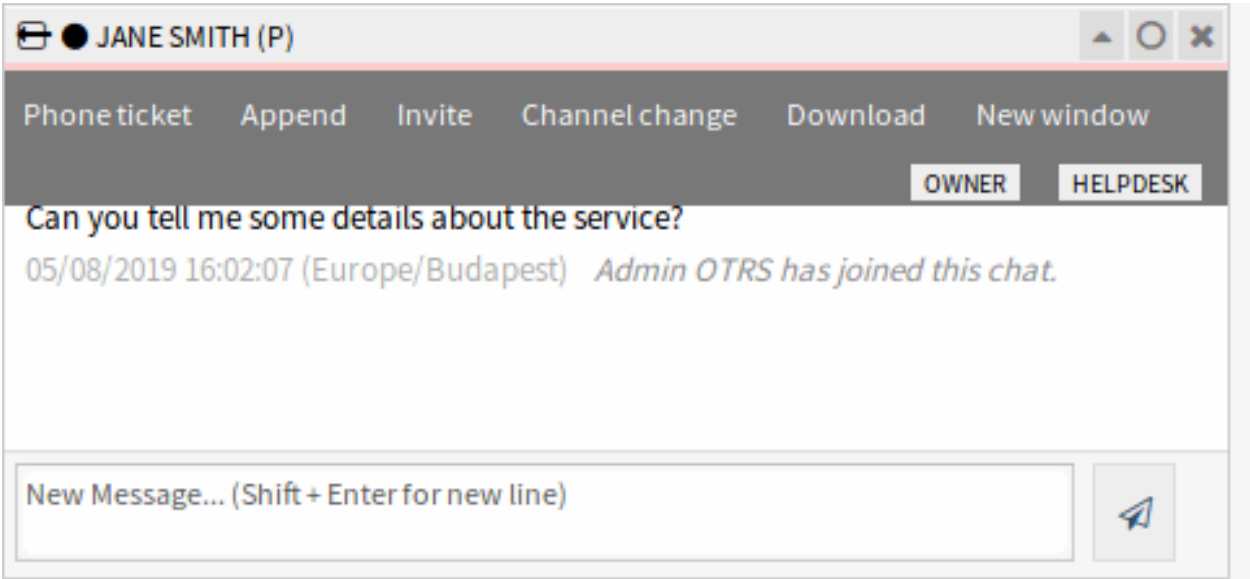 JANE SMITH (P)
Phone ticket Append Invite Channel change Download New window
OWNER HELPDESK
Can you tell me some details about the service?
05/08/2019 16:02:07 (Europe/Budapest) Admin OTRS has joined this chat.
New Message... (Shift + Enter for new line)